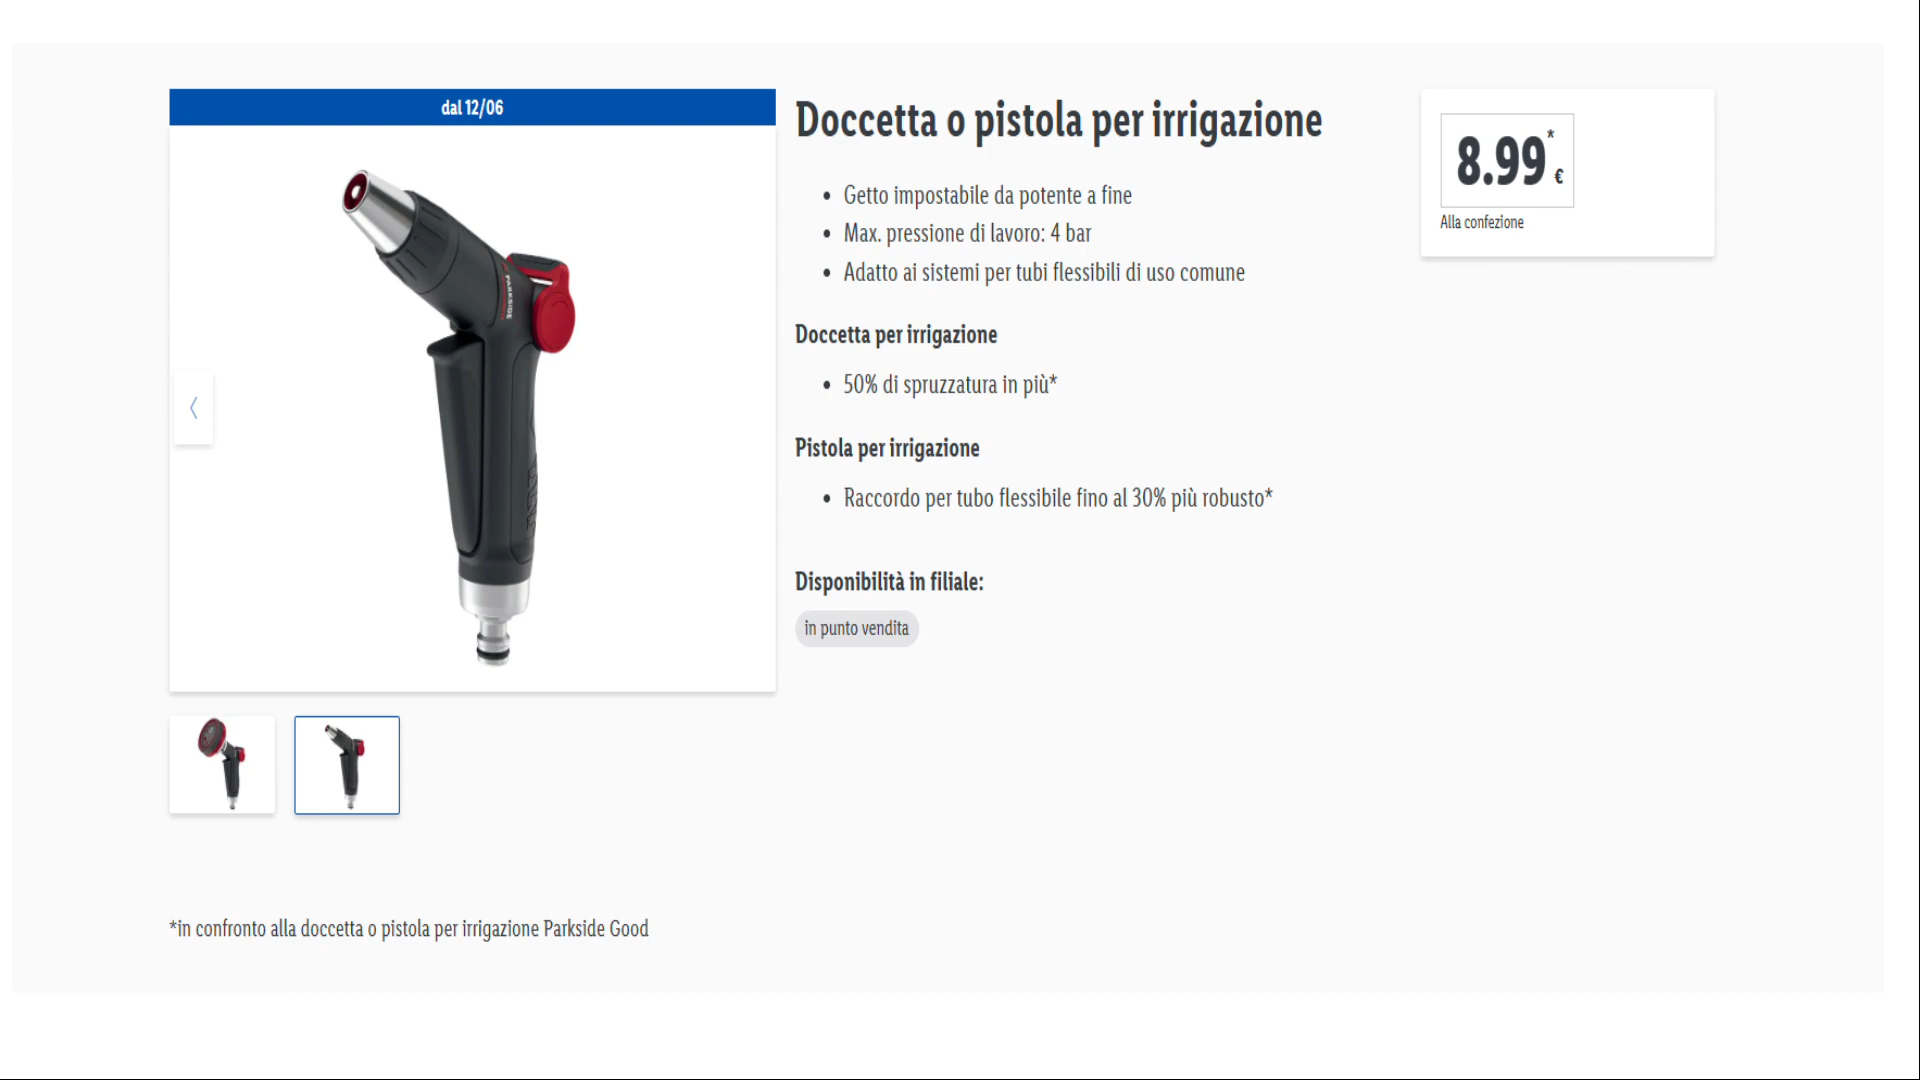 dal 12/06
PARKSIDE
Doccetta o pistola per irrigazione
Getto impostabile da potente a fine
Max. pressione di lavoro: 4 bar
Adatto ai sistemi per tubi flessibili di uso comune
Doccetta per irrigazione
50% di spruzzatura in più*
Pistola per irrigazione
Raccordo per tubo flessibile fino al 30% più robusto*
Disponibilità in filiale:
in punto vendita
8.99*
€
Alla confezione
*in confronto alla doccetta o pistola per irrigazione Parkside Good